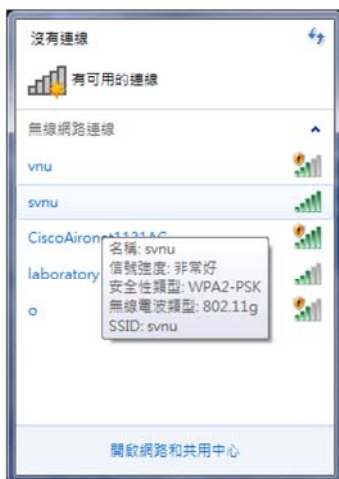 沒有連線
有可用的連線
無線網路連線
vnu
svnu
CiscoAironet1131AG
名稱: svnu
信號強度: 非常好
安全性類型: WPA2-PSK
無線電波類型: 802.11g
SSID: svnu
laboratory
o
開啟網路和共用中心